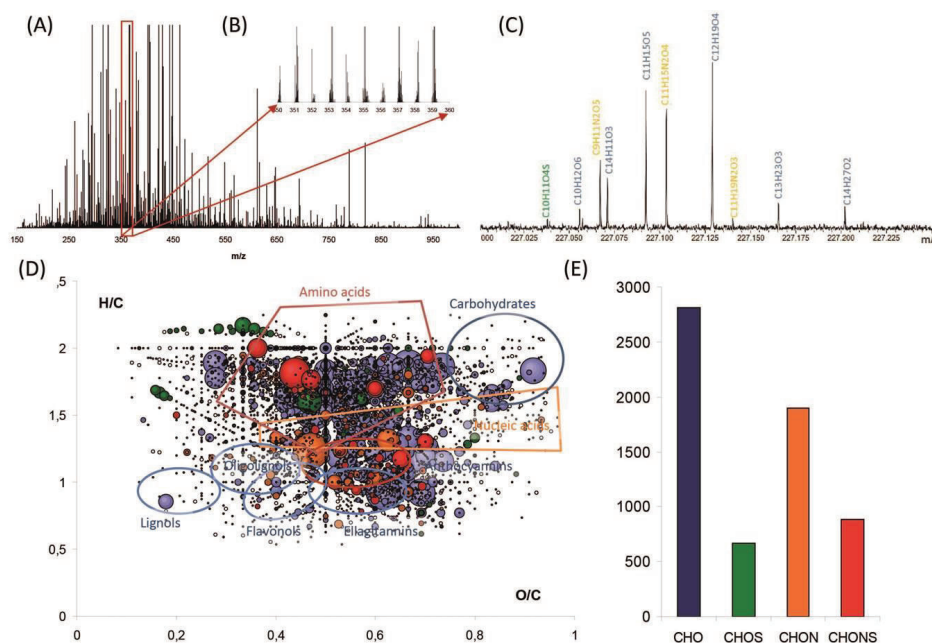 (A)
(B)
(C)
350 351 352 353 354 355 356 357 358 359 360
150 250 350 450 550 650 750 850 950
m/z
C10H11O4S
C10H12O6
C9H11N2O5
C14H11O3
C11H15O5
C11H15N2O4
C12H19O4
C11H19N2O3
C13H23O3
C14H27O2
000 227.025 227.050 227.075 227.100 227.125 227.150 227.175 227.200 227.225
(D)
,5
H/C
2
1,5
1
0,5
0
Amino acids
Carbohydrates
Nucleic acids
Oligolignols
Anthocyanins
Lignols
Flavonols
Ellagitannins
O/C
0 0,2 0,4 0,6 0,8 1
(E)
3000
2500
2000
1500
1000
500
0
CHO CHOS CHON CHONS